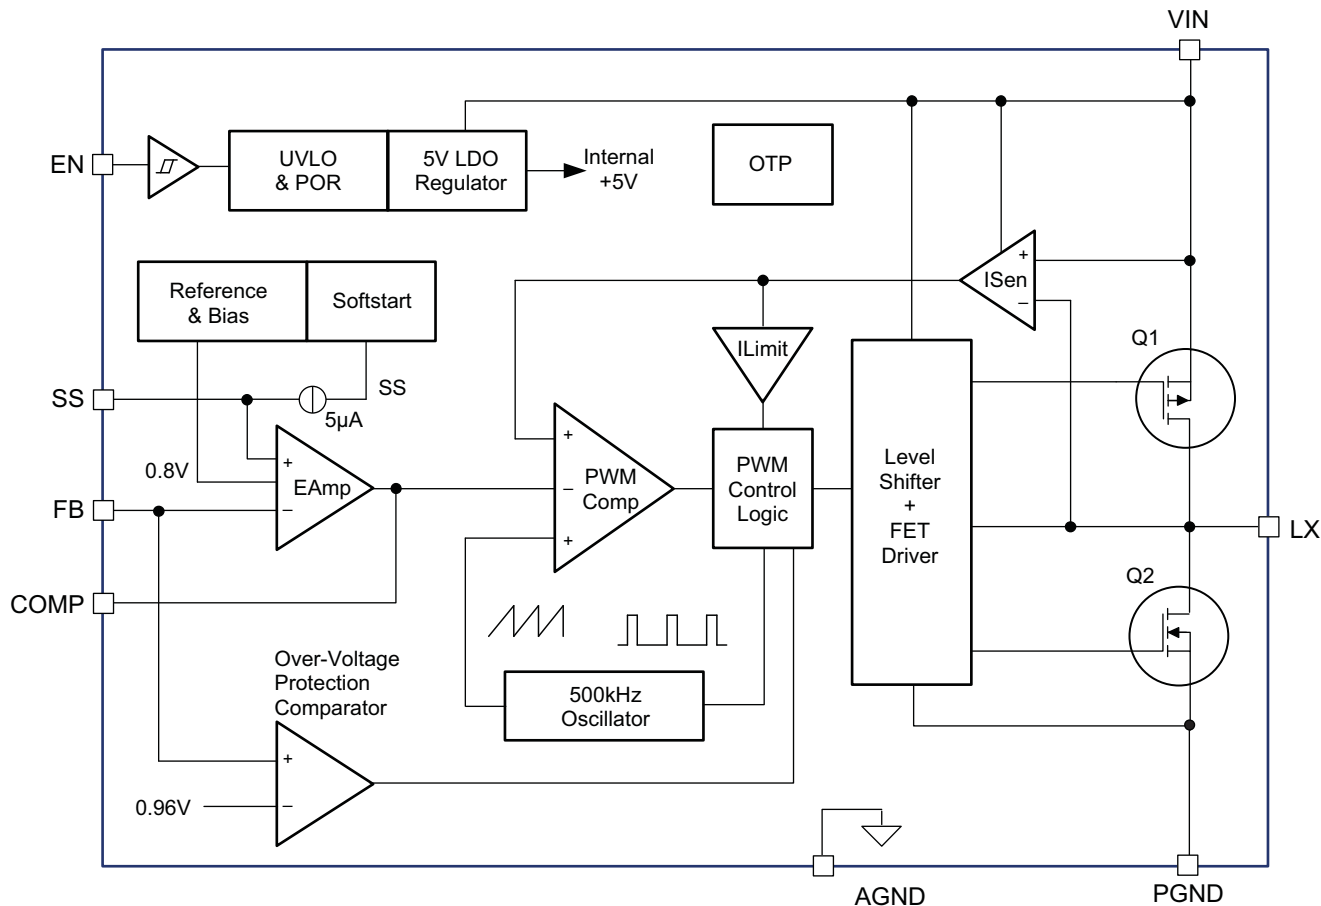 VIN
EN
UVLO
& POR
5V LDO
Regulator
Internal
+5V
OTP
Reference
& Bias
Softstart
+
ISen
−
ILimit
Q1
SS
SS
5µA
0.8V
+
EAmp
−
FB
+
−
PWM
Comp
+
PWM
Control
Logic
Level
Shifter
+
FET
Driver
LX
Q2
COMP
Over-Voltage
Protection
Comparator
500kHz
Oscillator
+
−
0.96V
AGND
PGND